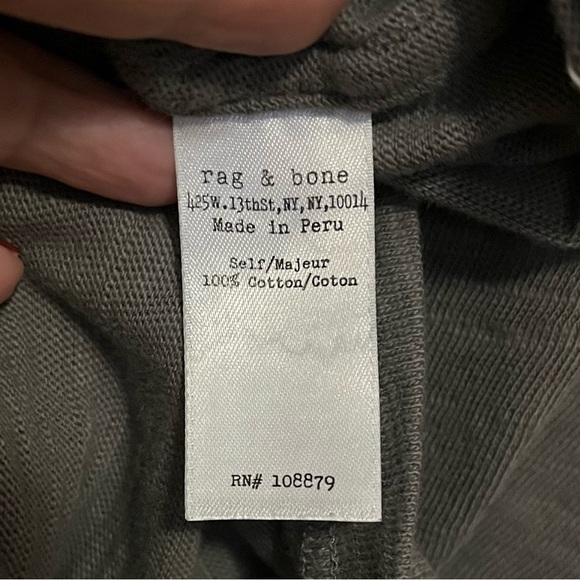 rag & bone
425W.13thSt,NY,NY,10014
Made in Peru
Self/Majeur
100% Cotton/Coton
RN# 108879